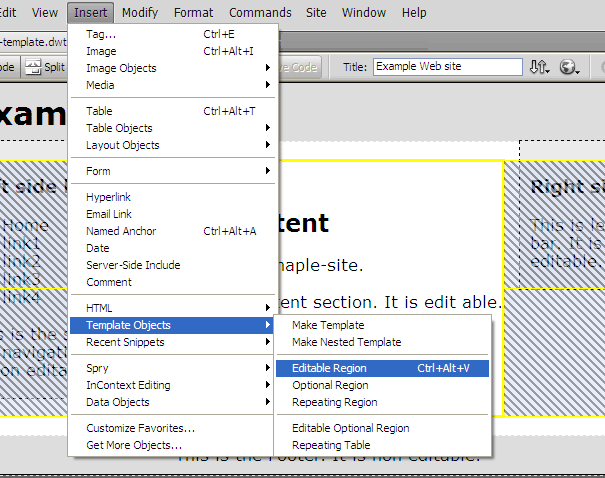 Edit View Insert Modify Format Commands Site Window Help
-template.dwt
Tag... Ctrl+E
Image Ctrl+Alt+I
Image Objects
Media
Table Ctrl+Alt+T
Table Objects
Layout Objects
Form
Hyperlink
Email Link
Named Anchor Ctrl+Alt+A
Date
Server-Side Include
Comment
HTML
Template Objects
Recent Snippets
Spry
InContext Editing
Data Objects
Customize Favorites...
Get More Objects...
Make Template
Make Nested Template
Editable Region Ctrl+Alt+V
Optional Region
Repeating Region
Editable Optional Region
Repeating Table
ode Split ve Code Title: Example Web site
xam
ft side l
Home
link1
link2
link3
link4
is is the s
navigati
on edita
tent
maple-site.
ent section. It is edit able.
Right si
This is le
bar. It is
editable.
This is the Footer. It is non editable.